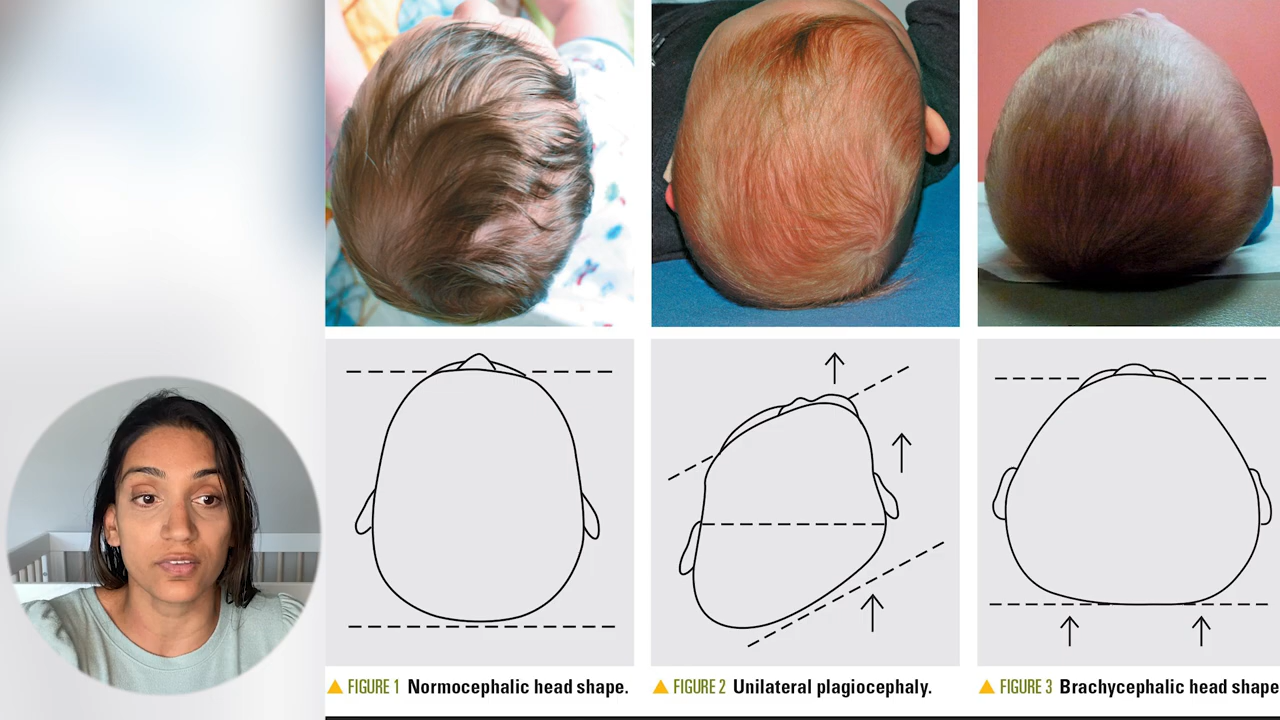 FIGURE 1 Normocephalic head shape.
FIGURE 2 Unilateral plagiocephaly.
FIGURE 3 Brachycephalic head shape